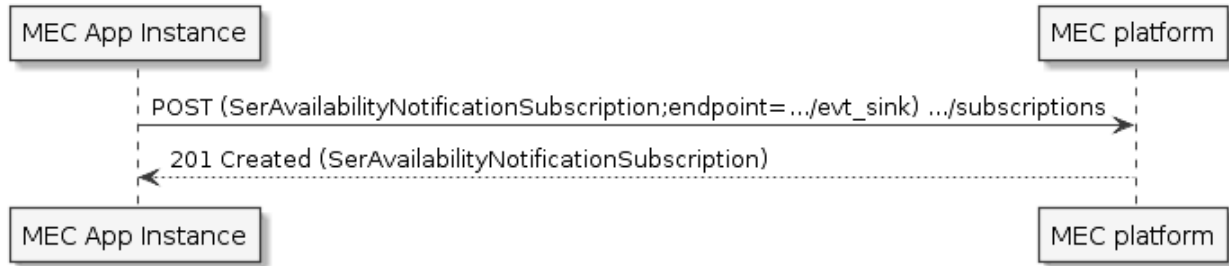 MEC App Instance
MEC platform
POST (SerAvailabilityNotificationSubscription;endpoint=.../evt_sink) .../subscriptions
201 Created (SerAvailabilityNotificationSubscription)
MEC App Instance
MEC platform